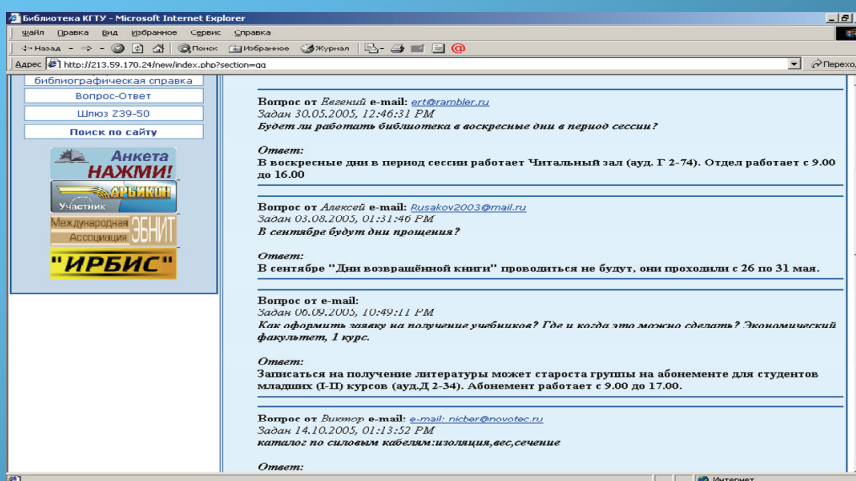 Библиотека КГТУ - Microsoft Internet Explorer
Файл Правка Вид Избранное Сервис Справка
Назад Поиск Избранное Журнал
Адрес http://213.59.170.24/new/index.php?section=qq Перехо
библиографическая справка
Вопрос-Ответ
Шлюз Z39-50
Поиск по сайту
Анкета
НАЖМИ!
АРБИКОН
Участник
Международная
Ассоциация ЭБНИТ
"ИРБИС"
Вопрос от Евгений e-mail: ert@rambler.ru
Задан 30.05.2005, 12:46:31 PM
Будет ли работать библиотека в воскресные дни в период сессии?
Ответ:
В воскресные дни в период сессии работает Читальный зал (ауд. Г 2-74). Отдел работает с 9.00
до 16.00
Вопрос от Алексей e-mail: Rusakov2003@mail.ru
Задан 03.08.2005, 01:31:46 PM
В сентябре будут дни прощения?
Ответ:
В сентябре "Дни возвращённой книги" проводиться не будут, они проходили с 26 по 31 мая.
Вопрос от e-mail:
Задан 06.09.2005, 10:49:11 PM
Как оформить заявку на получение учебников? Где и когда это можно сделать? Экономический
факультет, 1 курс.
Ответ:
Записаться на получение литературы может староста группы на абонементе для студентов
младших (I-II) курсов (ауд.Д 2-34). Абонемент работает с 9.00 до 17.00.
Вопрос от Виктор e-mail: e-mail: nicber@novotec.ru
Задан 14.10.2005, 01:13:52 PM
каталог по силовым кабелям:изоляция,вес,сечение
Ответ:
Интернет